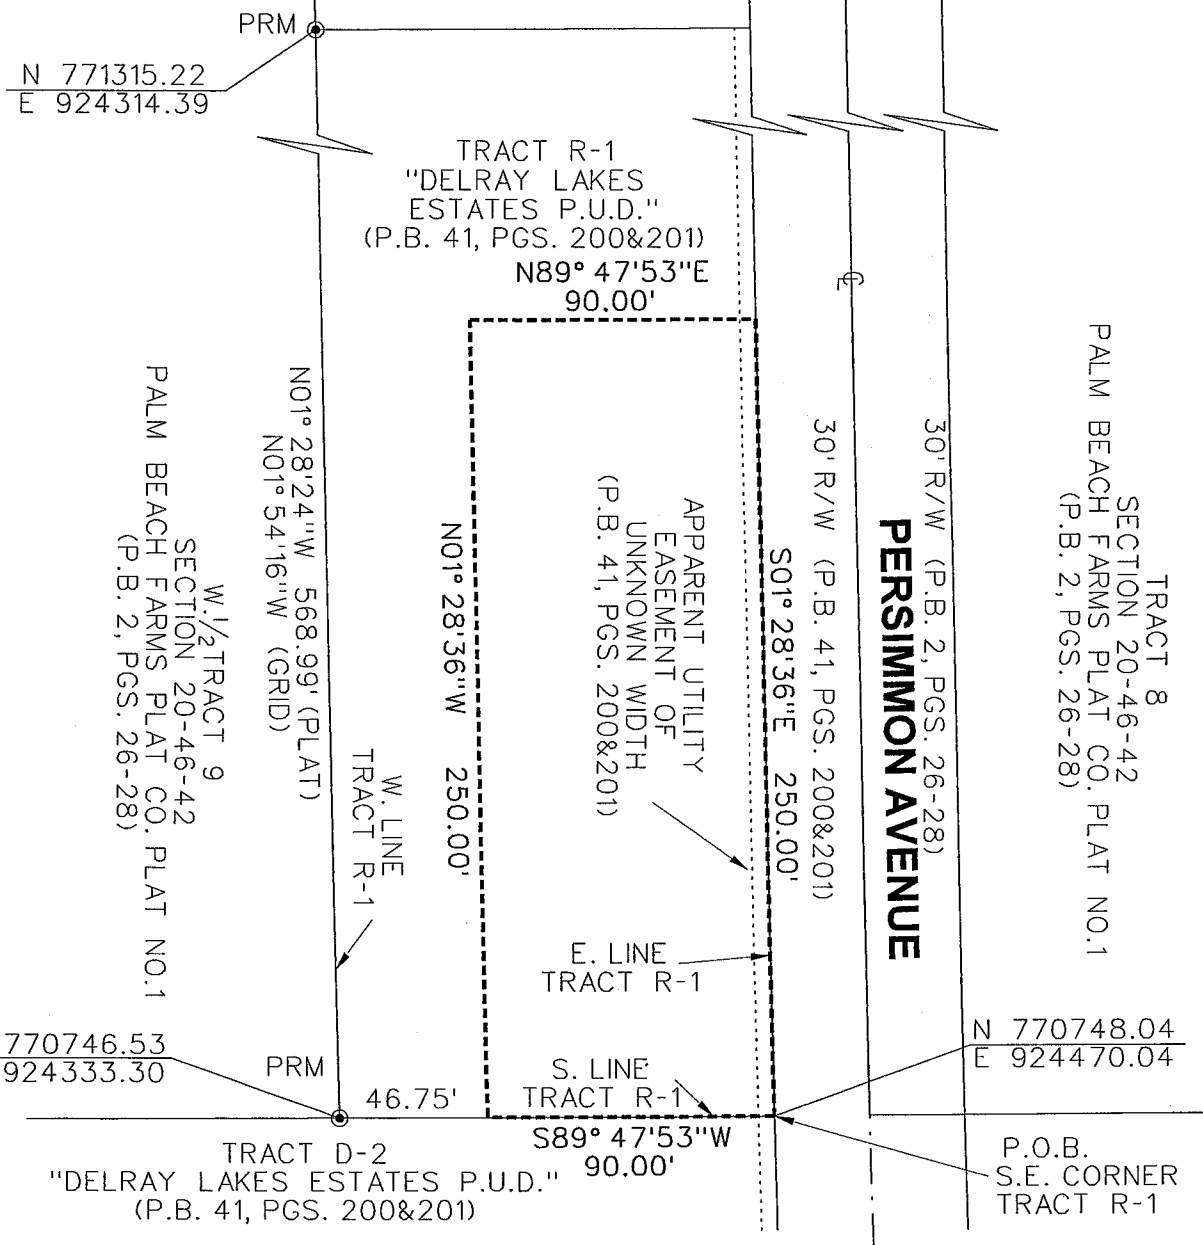 PRM
N 771315.22
E 924314.39
TRACT R-1
"DELRAY LAKES
ESTATES P.U.D."
(P.B. 41, PGS. 200&201)
N89° 47'53"E
90.00'
℄
W.1/2TRACT 9
SECTION 20-46-42
PALM BEACH FARMS PLAT CO. PLAT NO.1
(P.B. 2, PGS. 26-28)
N01° 28'24"W 568.99' (PLAT)
N01° 54'16"W (GRID)
W. LINE
TRACT R-1
N01° 28'36"W 250.00'
APPARENT UTILITY
EASEMENT OF
UNKNOWN WIDTH
(P.B. 41, PGS. 200&201)
S01° 28'36"E 250.00'
30' R/W (P.B. 41, PGS. 200&201)
PERSIMMON AVENUE
30' R/W (P.B. 2, PGS. 26-28)
TRACT 8
SECTION 20-46-42
PALM BEACH FARMS PLAT CO. PLAT NO.1
(P.B. 2, PGS. 26-28)
E. LINE
TRACT R-1
770746.53
924333.30
PRM
46.75'
S. LINE
TRACT R-1
N 770748.04
E 924470.04
S89° 47'53"W
90.00'
P.O.B.
S.E. CORNER
TRACT R-1
TRACT D-2
"DELRAY LAKES ESTATES P.U.D."
(P.B. 41, PGS. 200&201)